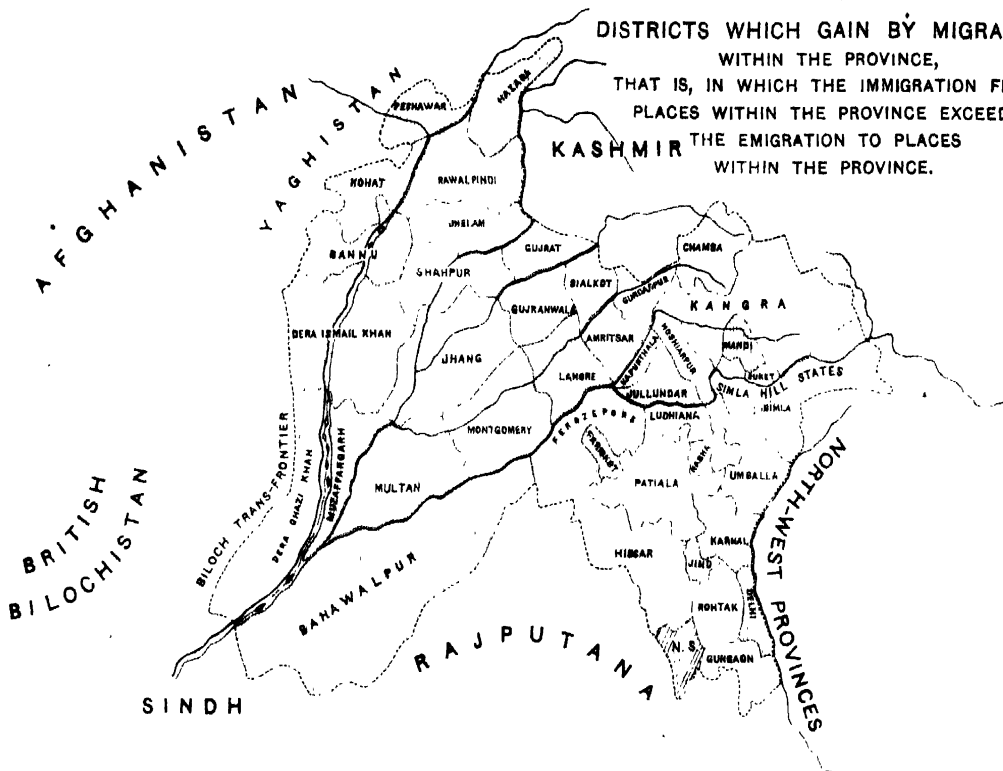 DISTRICTS WHICH GAIN BY MIGRA
WITHIN THE PROVINCE,
THAT IS, IN WHICH THE IMMIGRATION F
PLACES WITHIN THE PROVINCE EXCEED
THE EMIGRATION TO PLACES
WITHIN THE PROVINCE.
AFGHANISTAN
YAGHISTAN
PESHAWAR
HAZARA
KASHMIR
KOHAT
RAWALPINDI
JHELAM
BANNU
SHAHPUR
GUJRAT
SIALKOT
GURDASPUR
CHAMBA
KANGRA
DERA ISMAIL KHAN
GUJRANWALA
JHANG
AMRITSAR
KAPURTHALA
HOSHIARPUR
MANDI
SUKET
SIMLA HILL STATES
SIMLA
LAHORE
JULLUNDAR
LUDHIANA
FEROZEPORE
MONTGOMERY
FARIDKOT
NABHA
UMBALLA
PATIALA
MULTAN
MUZAFFARGARH
DERA GHAZI KHAN
BILOCH TRANS-FRONTIER
BRITISH
BILOCHISTAN
BAHAWALPUR
HISSAR
KARNAL
JIND
ROHTAK
DELHI
N. S.
GURGAON
NORTH-WEST PROVINCES
RAJPUTANA
SINDH